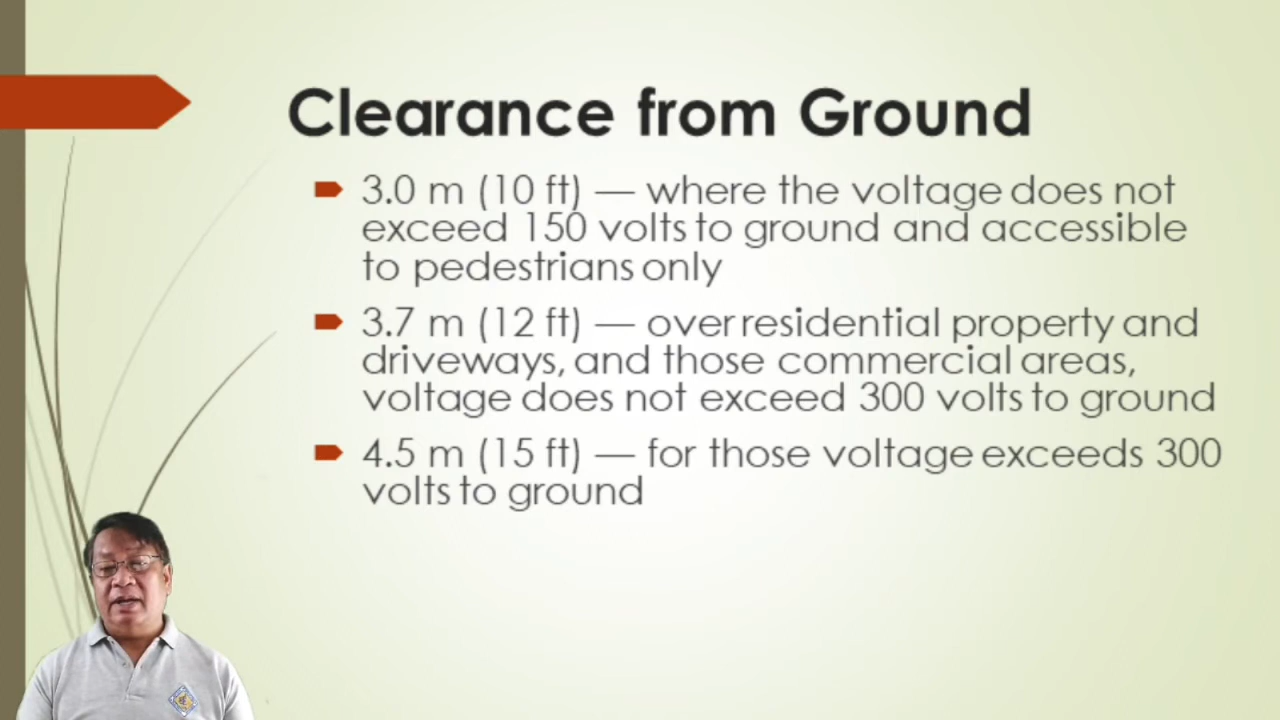 Clearance from Ground
3.0 m (10 ft) — where the voltage does not
exceed 150 volts to ground and accessible
to pedestrians only
3.7 m (12 ft) — over residential property and
driveways, and those commercial areas,
voltage does not exceed 300 volts to ground
4.5 m (15 ft) — for those voltage exceeds 300
volts to ground